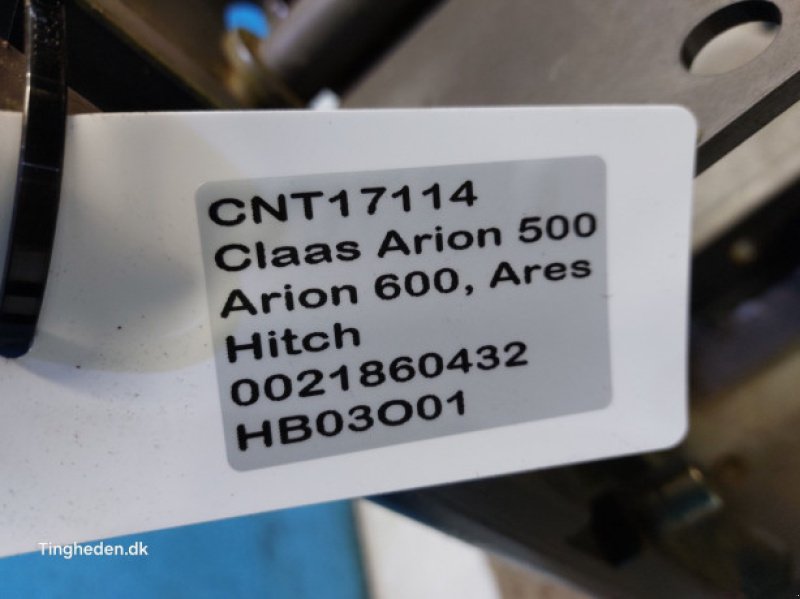 CNT17114
Claas Arion 500
Arion 600, Ares
Hitch
0021860432
HB03O01
Tingheden.dk